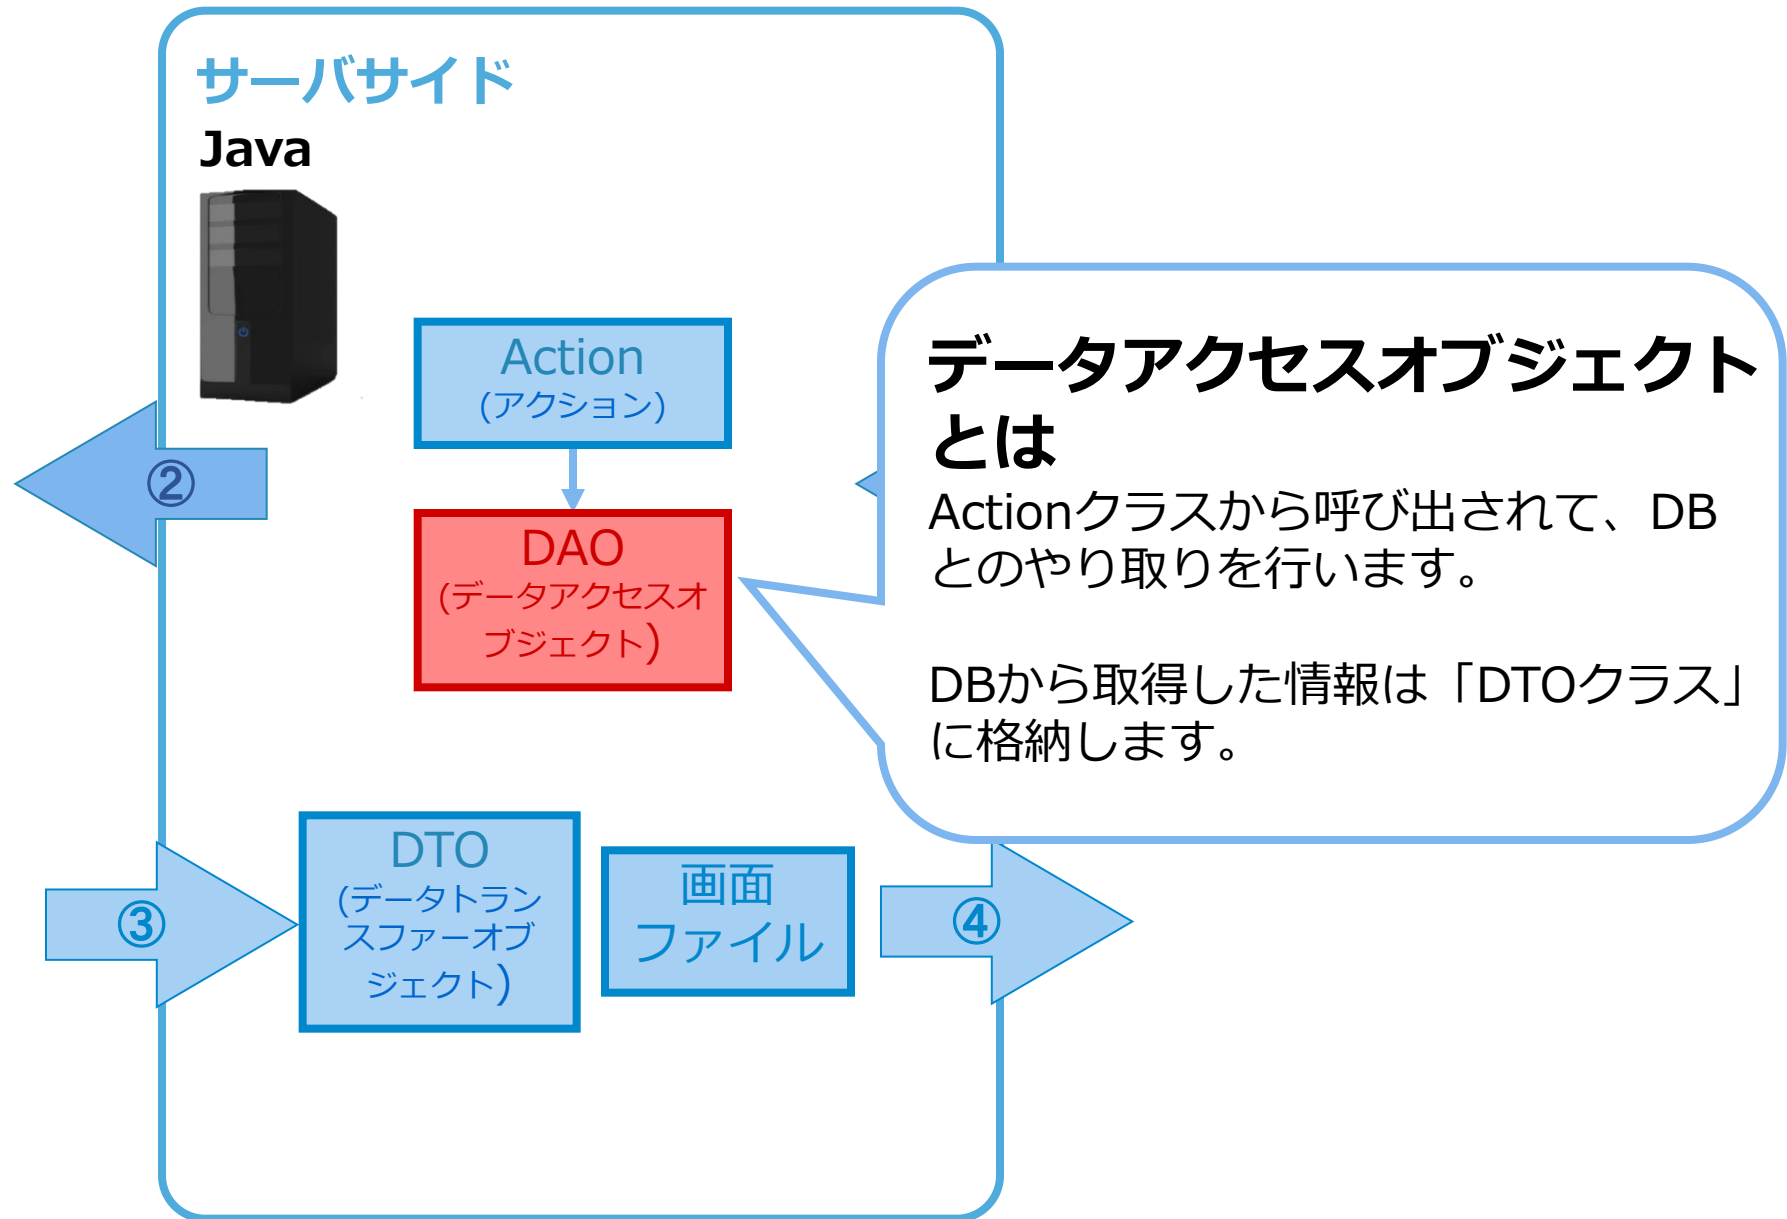 サーバサイド
Java
Action
(アクション)
データアクセスオブジェクト
とは
Actionクラスから呼び出されて、DB
とのやり取りを行います。
DBから取得した情報は「DTOクラス」
に格納します。
②
DAO
(データアクセスオ
ブジェクト)
③
DTO
(データトラン
スファーオブ
ジェクト)
画面
ファイル
④